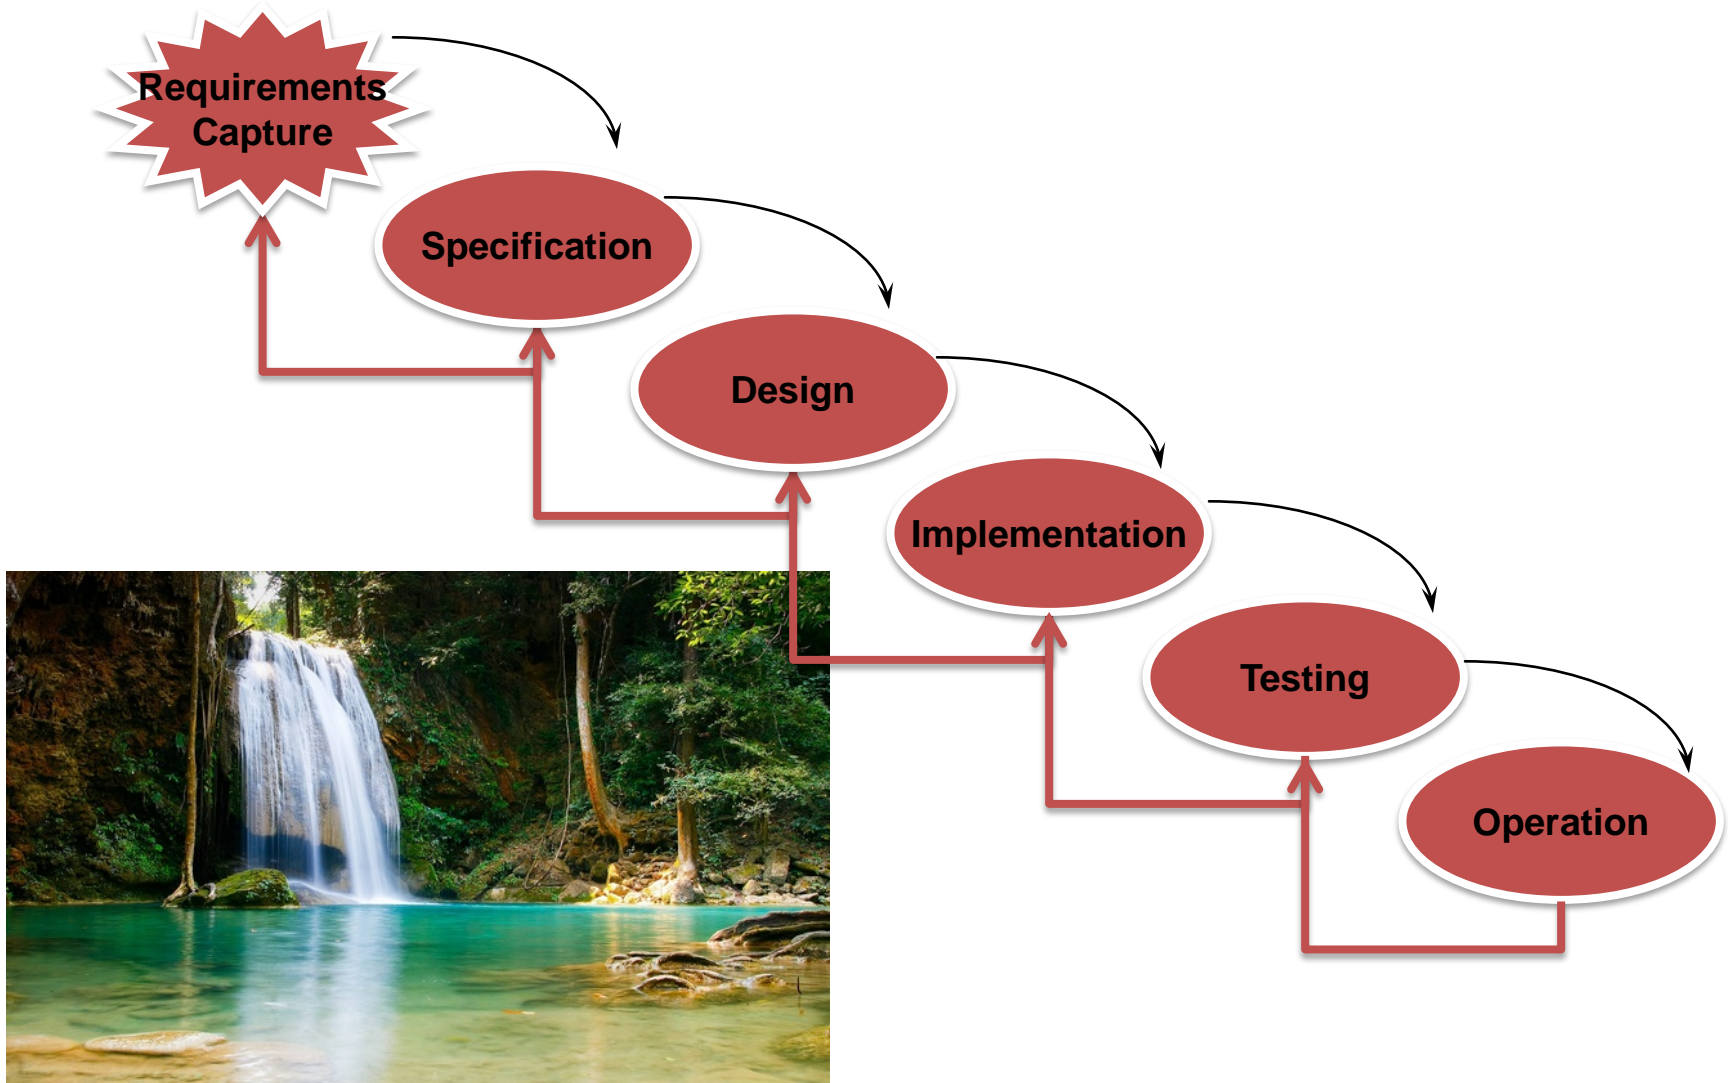 Requirements
Capture
Specification
Design
Implementation
Testing
Operation